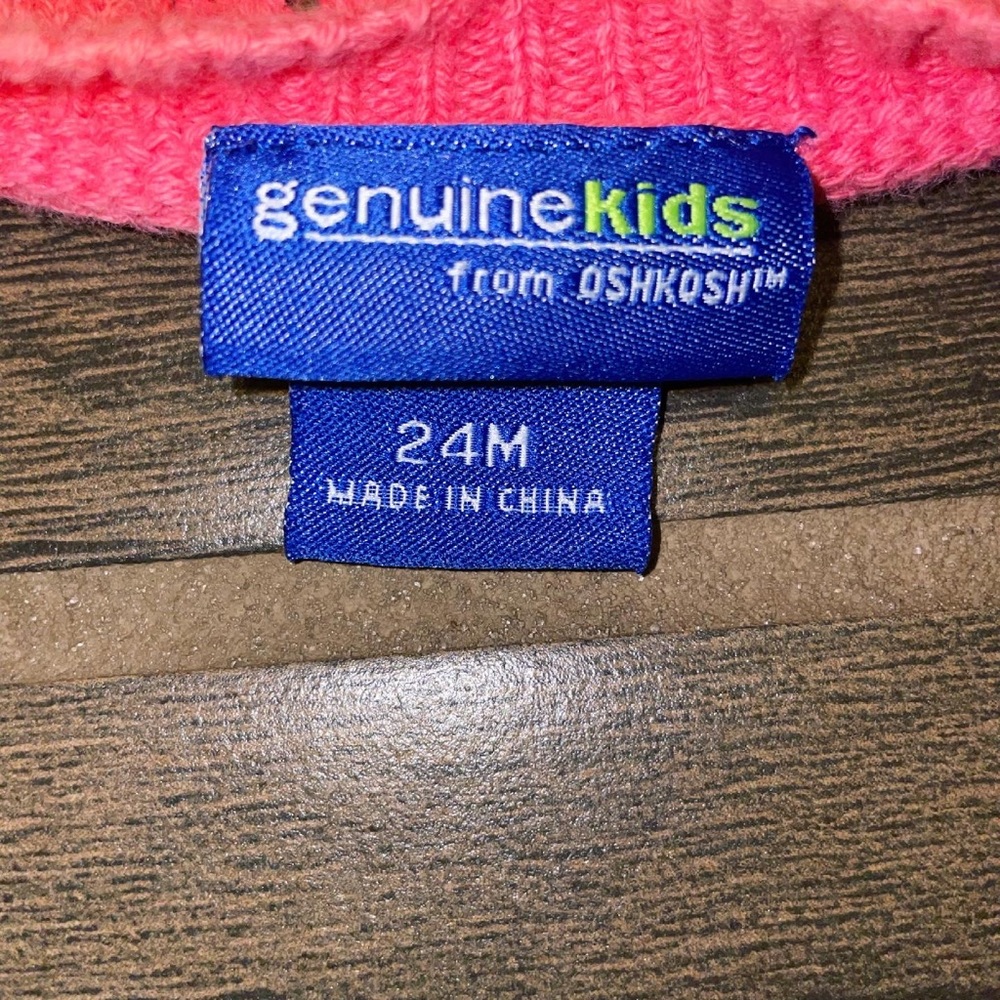 genuinekids
from OSHKOSH™
24M
MADE IN CHINA